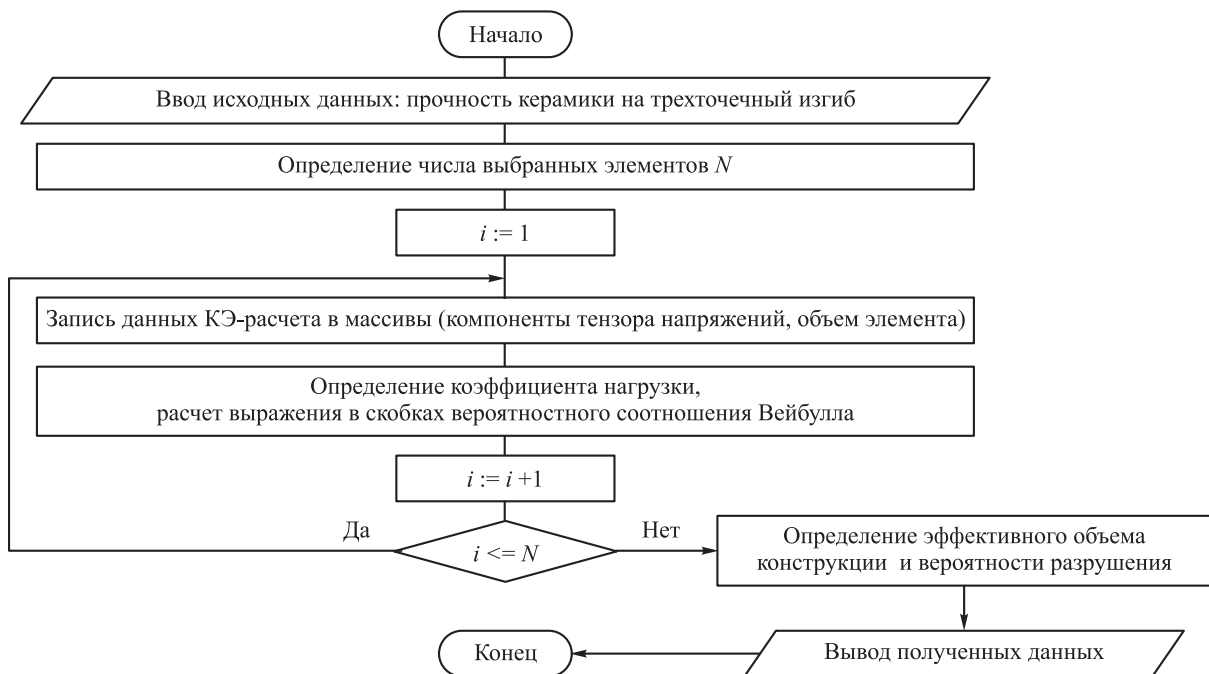 Начало
Ввод исходных данных: прочность керамики на трехточечный изгиб
Определение числа выбранных элементов N
i := 1
Запись данных КЭ-расчета в массивы (компоненты тензора напряжений, объем элемента)
Определение коэффициента нагрузки,
расчет выражения в скобках вероятностного соотношения Вейбулла
i := i +1
Да
i <= N
Нет
Определение эффективного объема
конструкции и вероятности разрушения
Вывод полученных данных
Конец